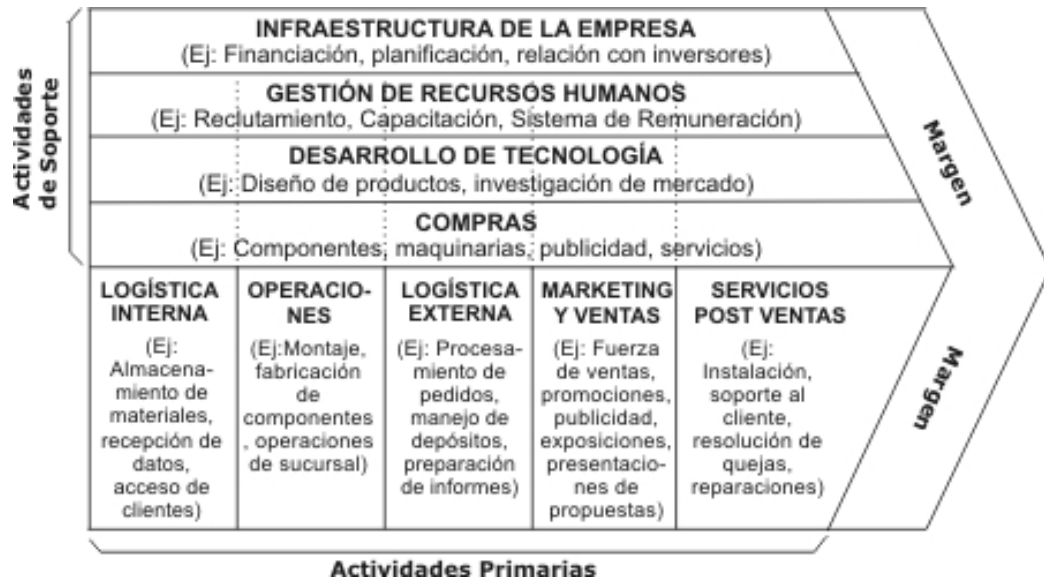 Actividades
de Soporte
INFRAESTRUCTURA DE LA EMPRESA
(Ej: Financiación, planificación, relación con inversores)
GESTIÓN DE RECURSOS HUMANOS
(Ej: Reclutamiento, Capacitación, Sistema de Remuneración)
DESARROLLO DE TECNOLOGÍA
(Ej: Diseño de productos, investigación de mercado)
COMPRAS
(Ej: Componentes, maquinarias, publicidad, servicios)
Margen
LOGÍSTICA
INTERNA
(Ej:
Almacena-
miento de
materiales,
recepción de
datos,
acceso de
clientes)
OPERACIO-
NES
(Ej:Montaje,
fabricación
de
componentes
, operaciones
de sucursal)
LOGÍSTICA
EXTERNA
(Ej: Procesa-
miento de
pedidos,
manejo de
depósitos,
preparación
de informes)
MARKETING
Y VENTAS
(Ej: Fuerza
de ventas,
promociones,
publicidad,
exposiciones,
presentacio-
nes de
propuestas)
SERVICIOS
POST VENTAS
(Ej:
Instalación,
soporte al
cliente,
resolución de
quejas,
reparaciones)
Margen
Actividades Primarias